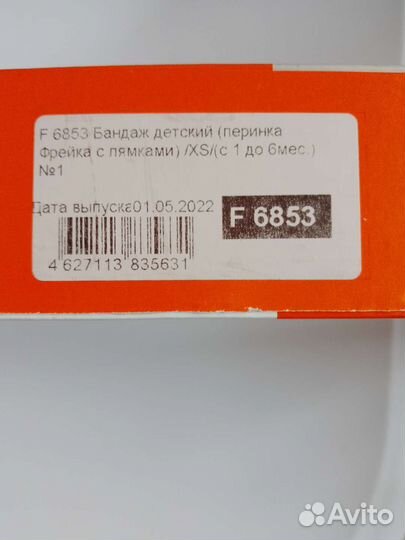 F 6853 Бандаж детский (перинка
Фрейка с лямками) /XS/(с 1 до 6мес.)
№1
Дата выпуска01.05.2022
F 6853
4 627113 835631
Avito